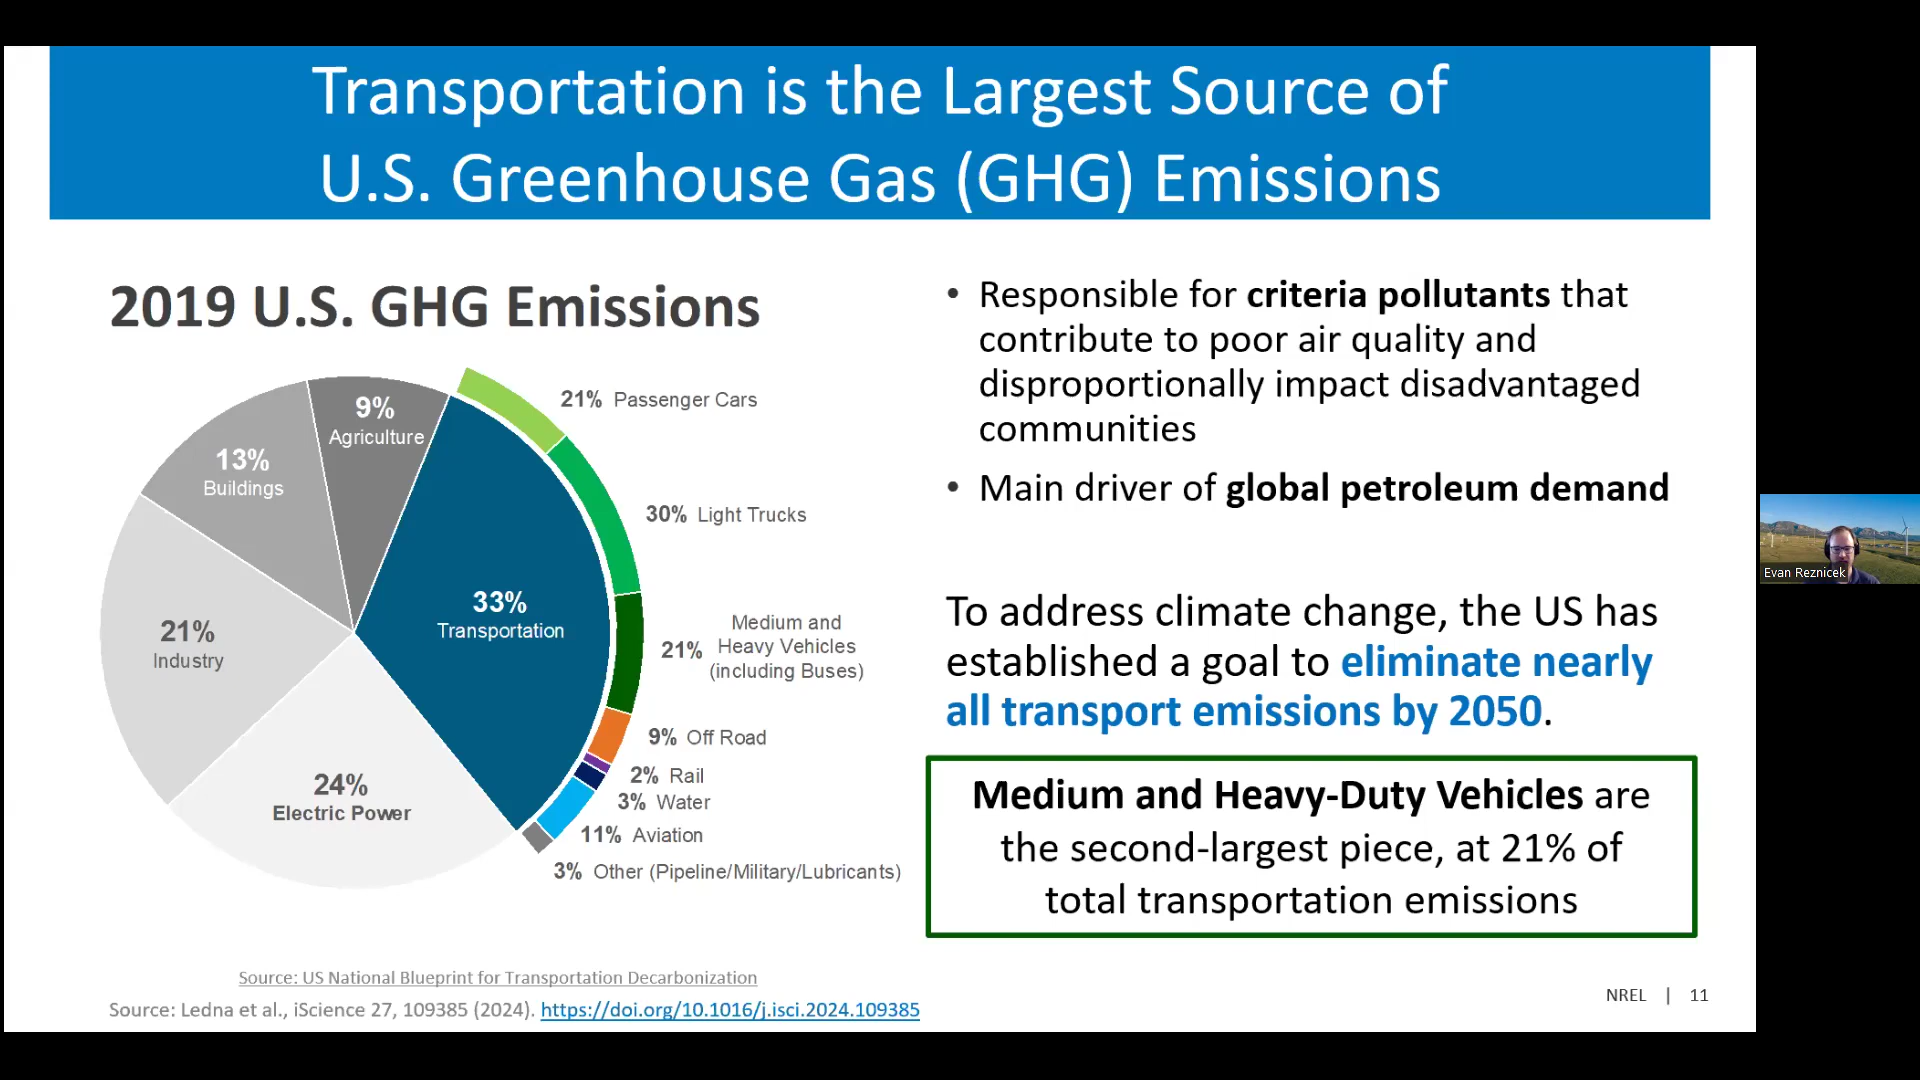 Transportation is the Largest Source of
U.S. Greenhouse Gas (GHG) Emissions
2019 U.S. GHG Emissions
9%
Agriculture
13%
Buildings
21%
Industry
24%
Electric Power
33%
Transportation
21% Passenger Cars
30% Light Trucks
Medium and
21% Heavy Vehicles
(including Buses)
9% Off Road
2% Rail
3% Water
11% Aviation
3% Other (Pipeline/Military/Lubricants)
• Responsible for criteria pollutants that
contribute to poor air quality and
disproportionally impact disadvantaged
communities
• Main driver of global petroleum demand
To address climate change, the US has
established a goal to eliminate nearly
all transport emissions by 2050.
Medium and Heavy-Duty Vehicles are
the second-largest piece, at 21% of
total transportation emissions
Source: US National Blueprint for Transportation Decarbonization
Source: Ledna et al., iScience 27, 109385 (2024). https://doi.org/10.1016/j.isci.2024.109385
NREL | 11
Evan Reznicek